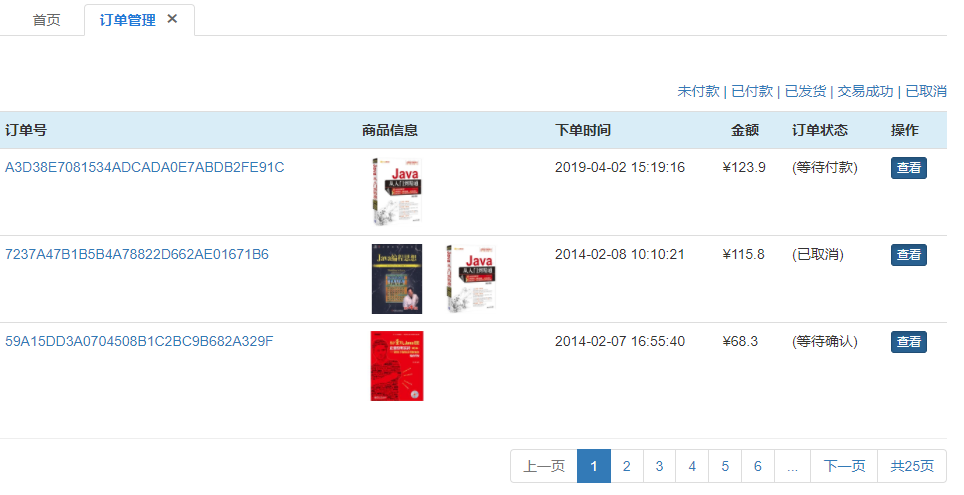 首页 订单管理 ✕
未付款 | 已付款 | 已发货 | 交易成功 | 已取消
订单号 商品信息 下单时间 金额 订单状态 操作
A3D38E7081534ADCADA0E7ABDB2FE91C Java 从入门到精通 2019-04-02 15:19:16 ¥123.9 (等待付款) 查看
7237A47B1B5B4A78822D662AE01671B6 Java编程思想 Java 从入门到精通 2014-02-08 10:10:21 ¥115.8 (已取消) 查看
59A15DD3A0704508B1C2BC9B682A329F 2014-02-07 16:55:40 ¥68.3 (等待确认) 查看
上一页 1 2 3 4 5 6 ... 下一页 共25页